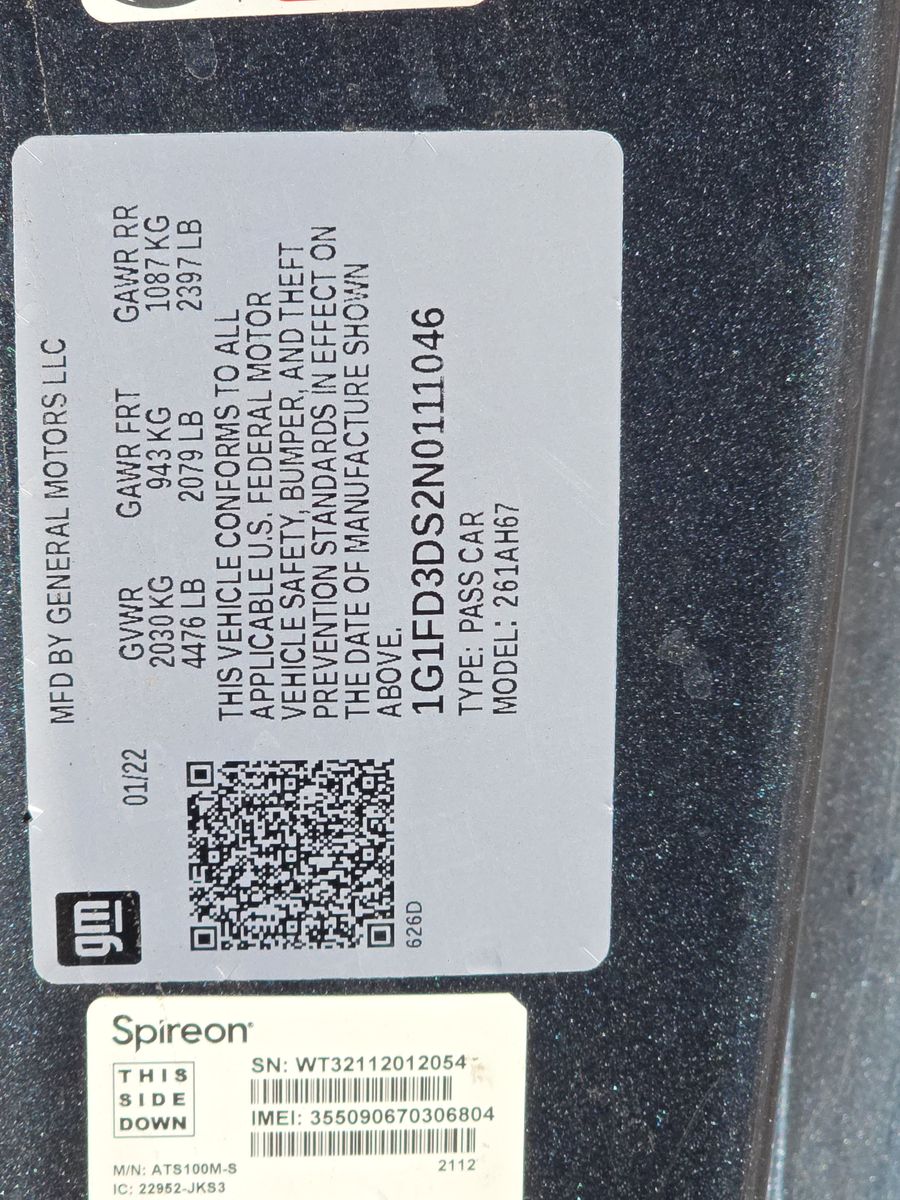 MFD BY GENERAL MOTORS LLC
01/22 GVWR GAWR FRT GAWR RR
2030 KG 943 KG 1087 KG
4476 LB 2079 LB 2397 LB
THIS VEHICLE CONFORMS TO ALL
APPLICABLE U.S. FEDERAL MOTOR
VEHICLE SAFETY, BUMPER, AND THEFT
PREVENTION STANDARDS IN EFFECT ON
THE DATE OF MANUFACTURE SHOWN
ABOVE.
1G1FD3DS2N0111046
TYPE: PASS CAR
MODEL: 261AH67
gm
626D
Spireon
THIS
SIDE
DOWN
SN: WT32112012054
IMEI: 355090670306804
2112
M/N: ATS100M-S
IC: 22952-JKS3